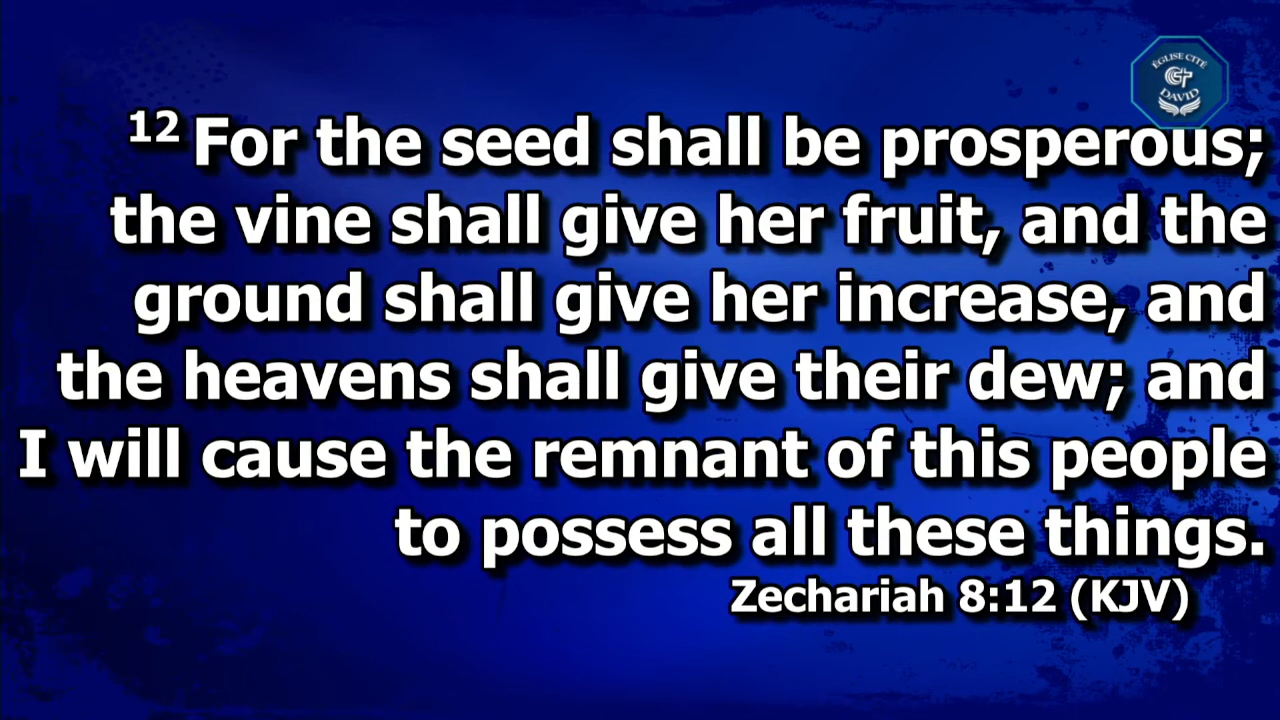 ÉGLISE CITÉ
DAVID
12 For the seed shall be prosperous;
the vine shall give her fruit, and the
ground shall give her increase, and
the heavens shall give their dew; and
I will cause the remnant of this people
to possess all these things.
Zechariah 8:12 (KJV)